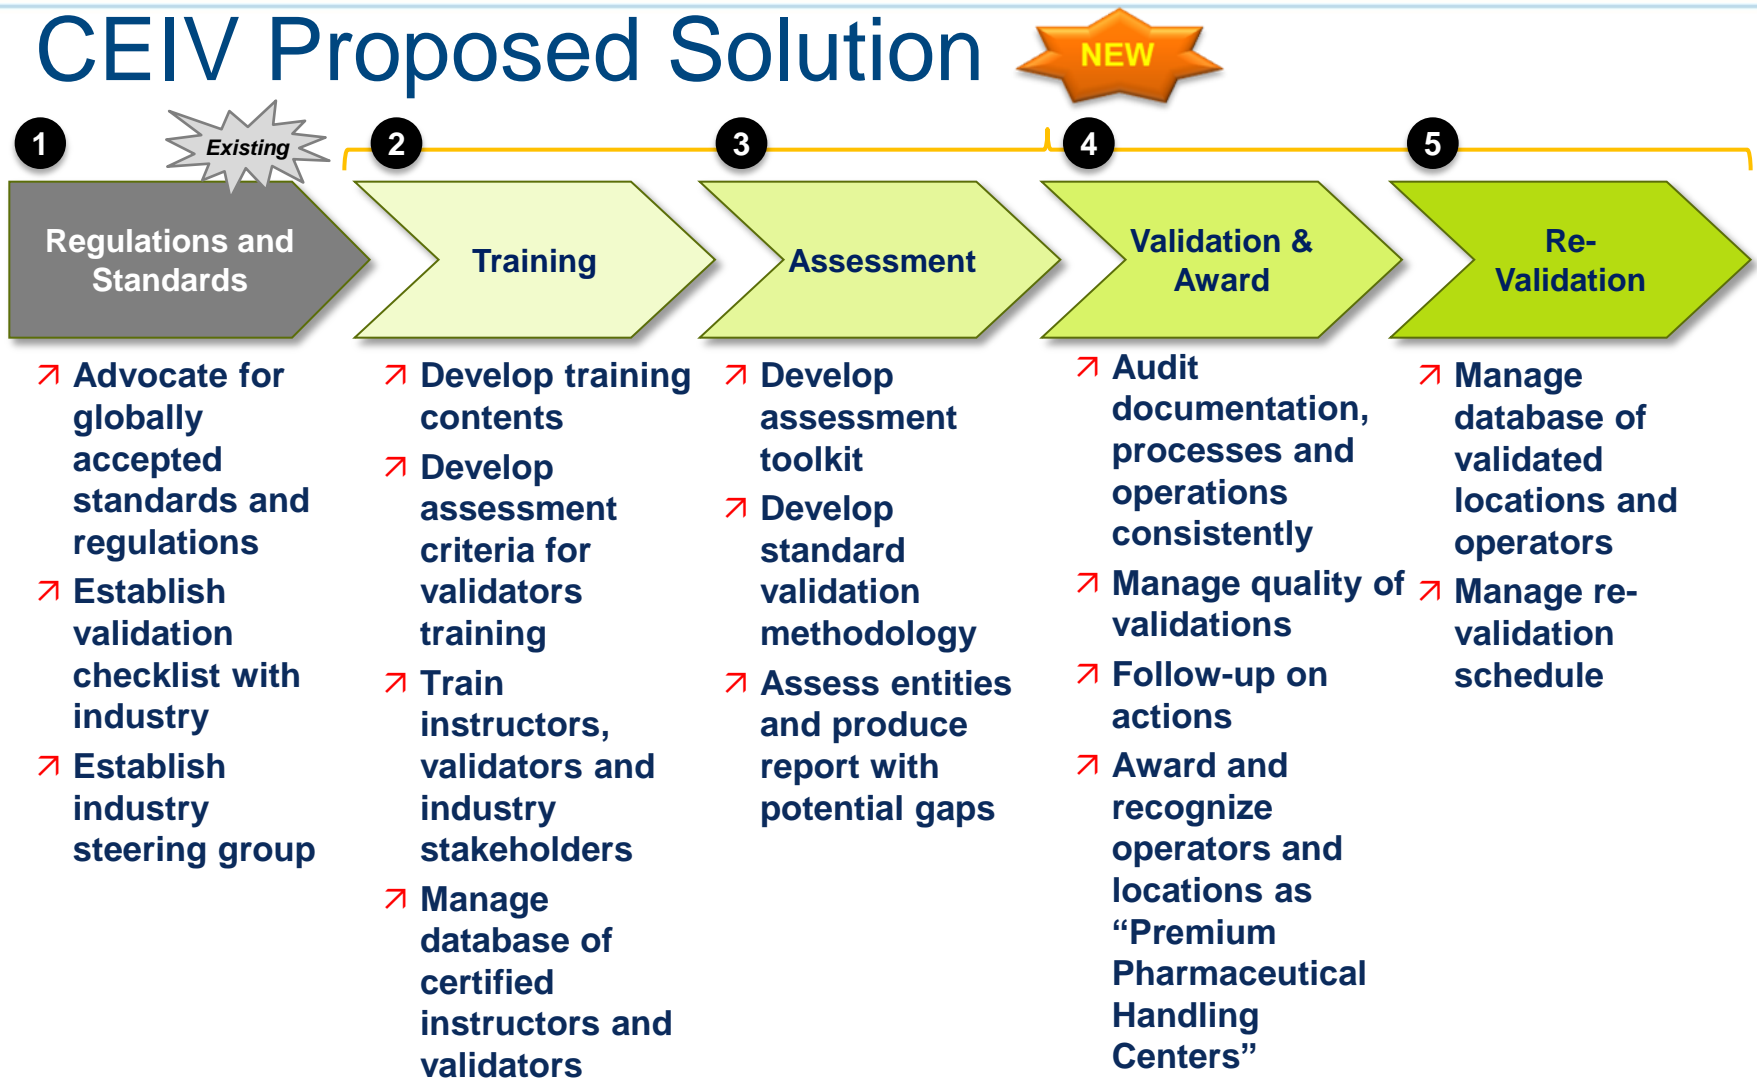 CEIV Proposed Solution
NEW
1
Existing
2
3
4
5
Regulations and
Standards
Training
Assessment
Validation &
Award
Re-
Validation
Advocate for
globally
accepted
standards and
regulations
Establish
validation
checklist with
industry
Establish
industry
steering group
Develop training
contents
Develop
assessment
criteria for
validators
training
Train
instructors,
validators and
industry
stakeholders
Manage
database of
certified
instructors and
validators
Develop
assessment
toolkit
Develop
standard
validation
methodology
Assess entities
and produce
report with
potential gaps
Audit
documentation,
processes and
operations
consistently
Manage quality of
validations
Follow-up on
actions
Award and
recognize
operators and
locations as
“Premium
Pharmaceutical
Handling
Centers”
Manage
database of
validated
locations and
operators
Manage re-
validation
schedule